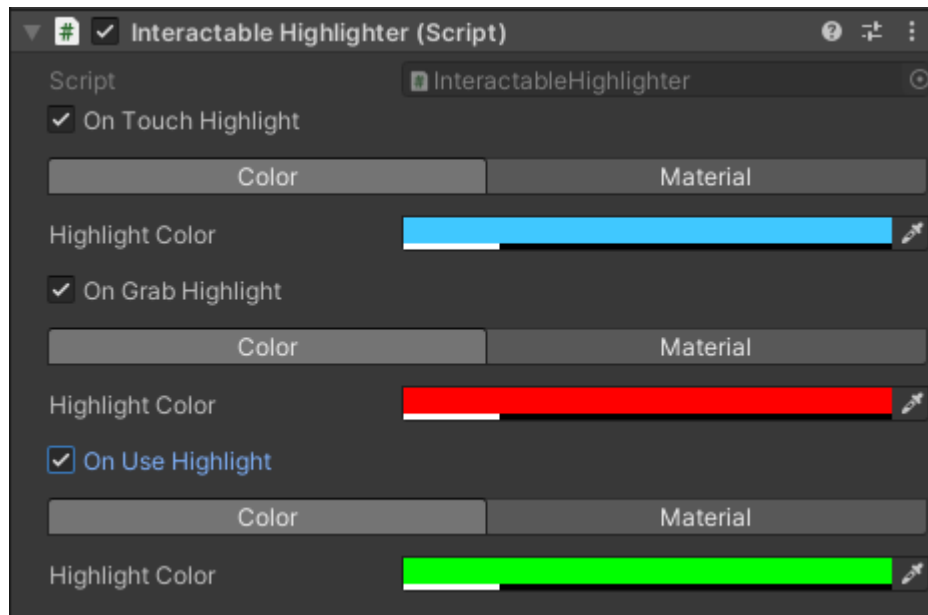 # Interactable Highlighter (Script) ?
Script # InteractableHighlighter
On Touch Highlight
Color Material
Highlight Color
On Grab Highlight
Color Material
Highlight Color
On Use Highlight
Color Material
Highlight Color